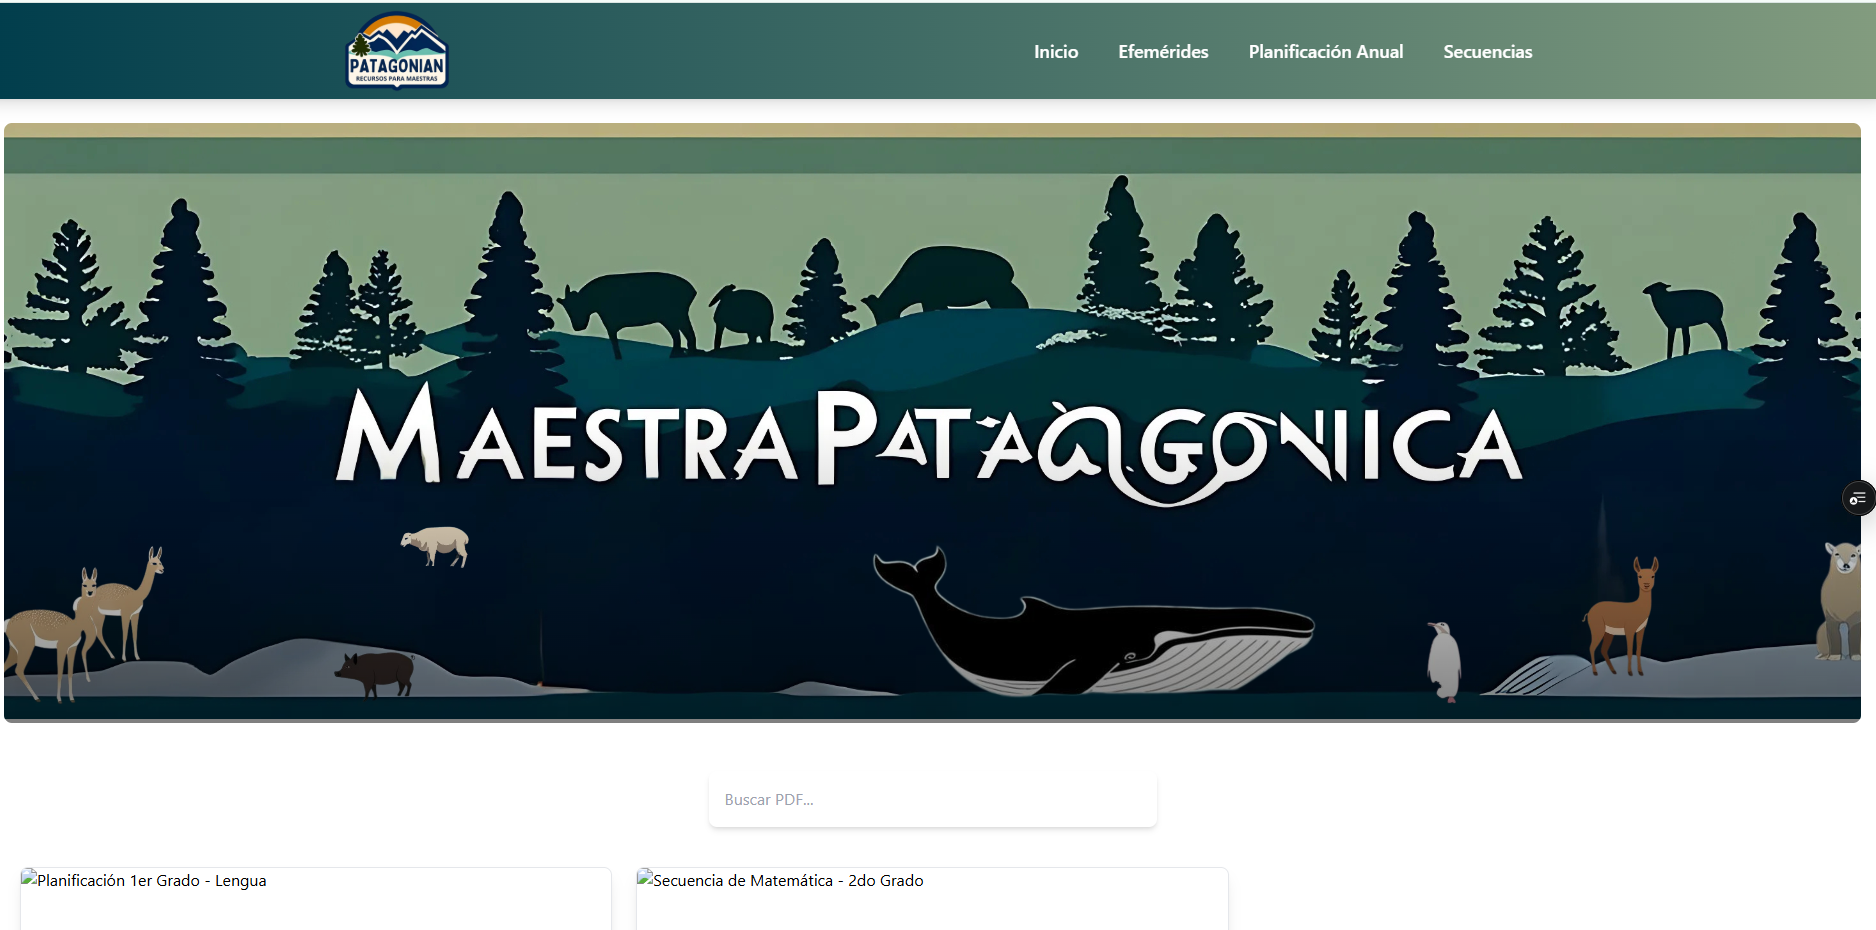 PATAGONIAN
RECURSOS PARA MAESTRAS
Inicio Efemérides Planificación Anual Secuencias
MAESTRA PATAAGONIICA
Buscar PDF...
Planificación 1er Grado - Lengua
Secuencia de Matemática - 2do Grado